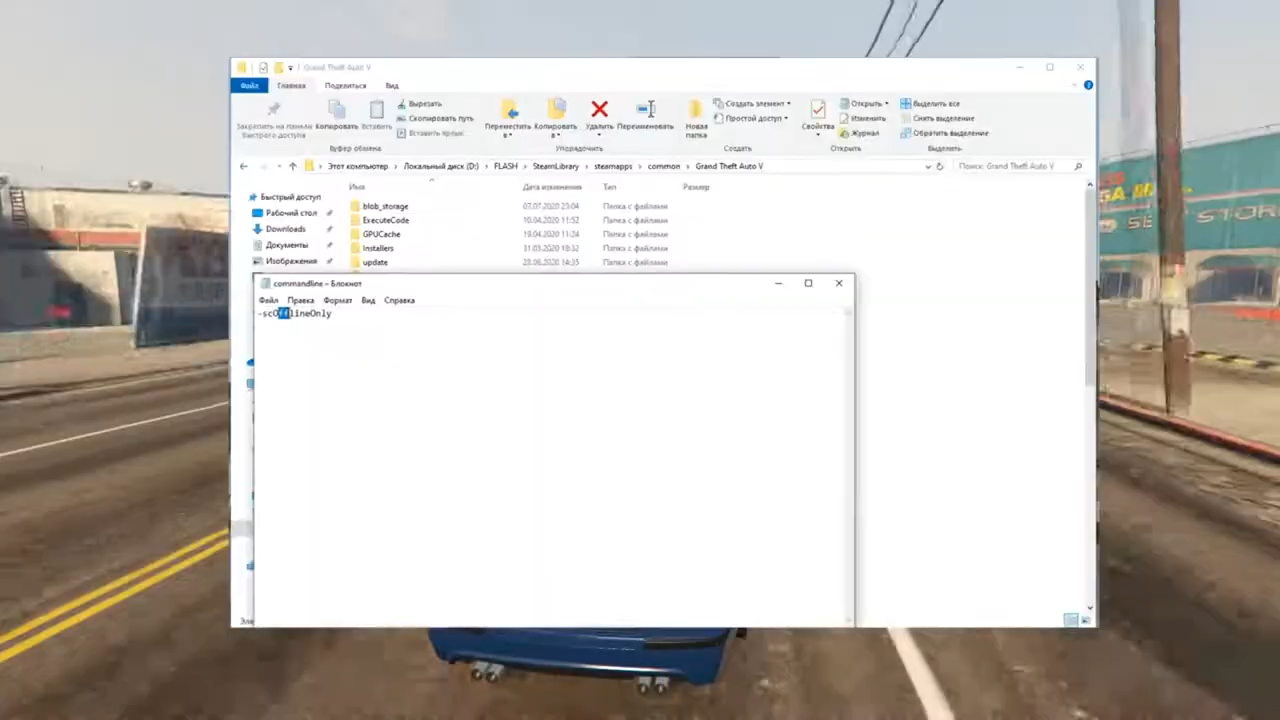 Grand Theft Auto V
Файл Главная Поделиться Вид
Закрепить на панели быстрого доступа
Копировать
Вставить
Вырезать
Скопировать путь
Вставить ярлык
Буфер обмена
Переместить в
Копировать в
Удалить
Переименовать
Упорядочить
Новая папка
Создать элемент
Простой доступ
Создать
Свойства
Открыть
Изменить
Журнал
Открыть
Выделить все
Снять выделение
Обратить выделение
Выделить
Этот компьютер > Локальный диск (D:) > FLASH > SteamLibrary > steamapps > common > Grand Theft Auto V
Поиск: Grand Theft Auto V
Быстрый доступ
Рабочий стол
Downloads
Документы
Изображения
Имя Дата изменения Тип Размер
blob_storage 07.07.2020 23:04 Папка с файлами
ExecuteCode 10.04.2020 11:52 Папка с файлами
GPUCache 19.04.2020 11:24 Папка с файлами
Installers 31.03.2020 18:32 Папка с файлами
update 28.06.2020 14:35 Папка с файлами
commandline – Блокнот
Файл Правка Формат Вид Справка
-scOfflineOnly